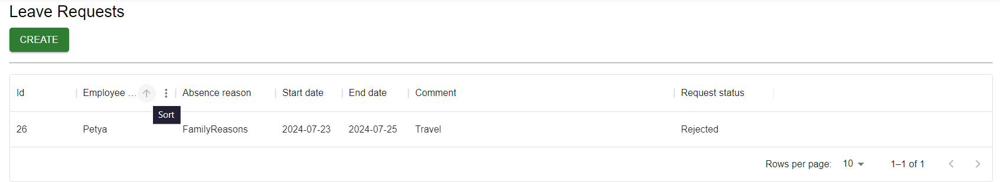 Leave Requests
CREATE
Id Employee ... Absence reason Start date End date Comment Request status
Sort
26 Petya FamilyReasons 2024-07-23 2024-07-25 Travel Rejected
Rows per page: 10 1–1 of 1